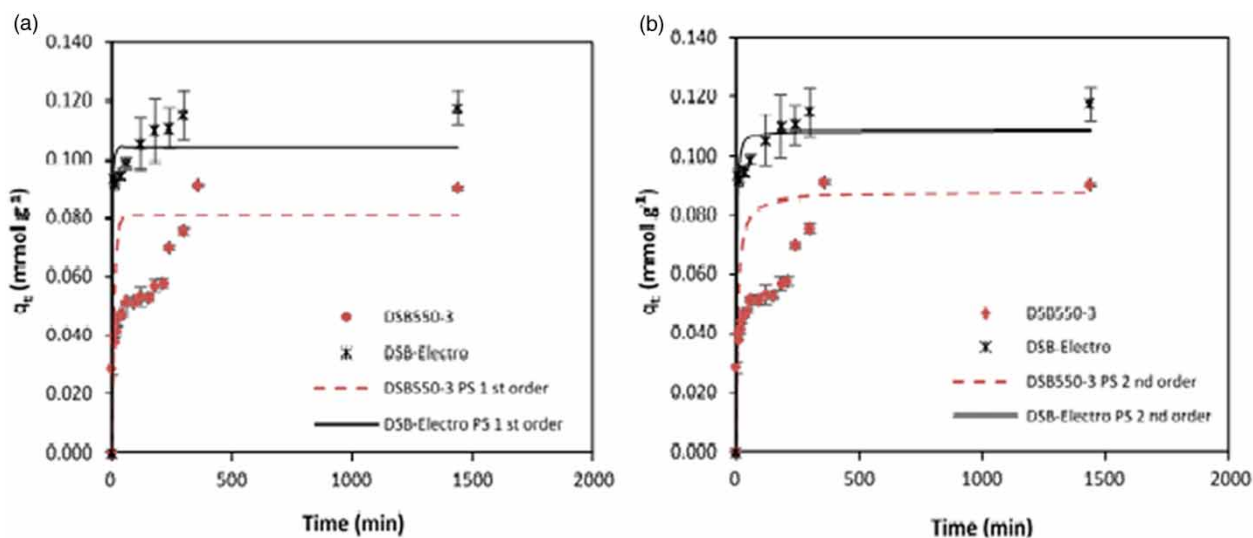 (a)
0.140
0.120
0.100
0.080
0.060
0.040
0.020
0.000
qt (mmol g-1)
0
500
1000
1500
2000
Time (min)
DSB550-3
DSB-Electro
DSB550-3 PS 1 st order
DSB-Electro PS 1 st order
(b)
0.140
0.120
0.100
0.080
0.060
0.040
0.020
0.000
qt (mmol g-1)
0
500
1000
1500
2000
Time (min)
DSB550-3
DSB-Electro
DSB550-3 PS 2 nd order
DSB-Electro PS 2 nd order